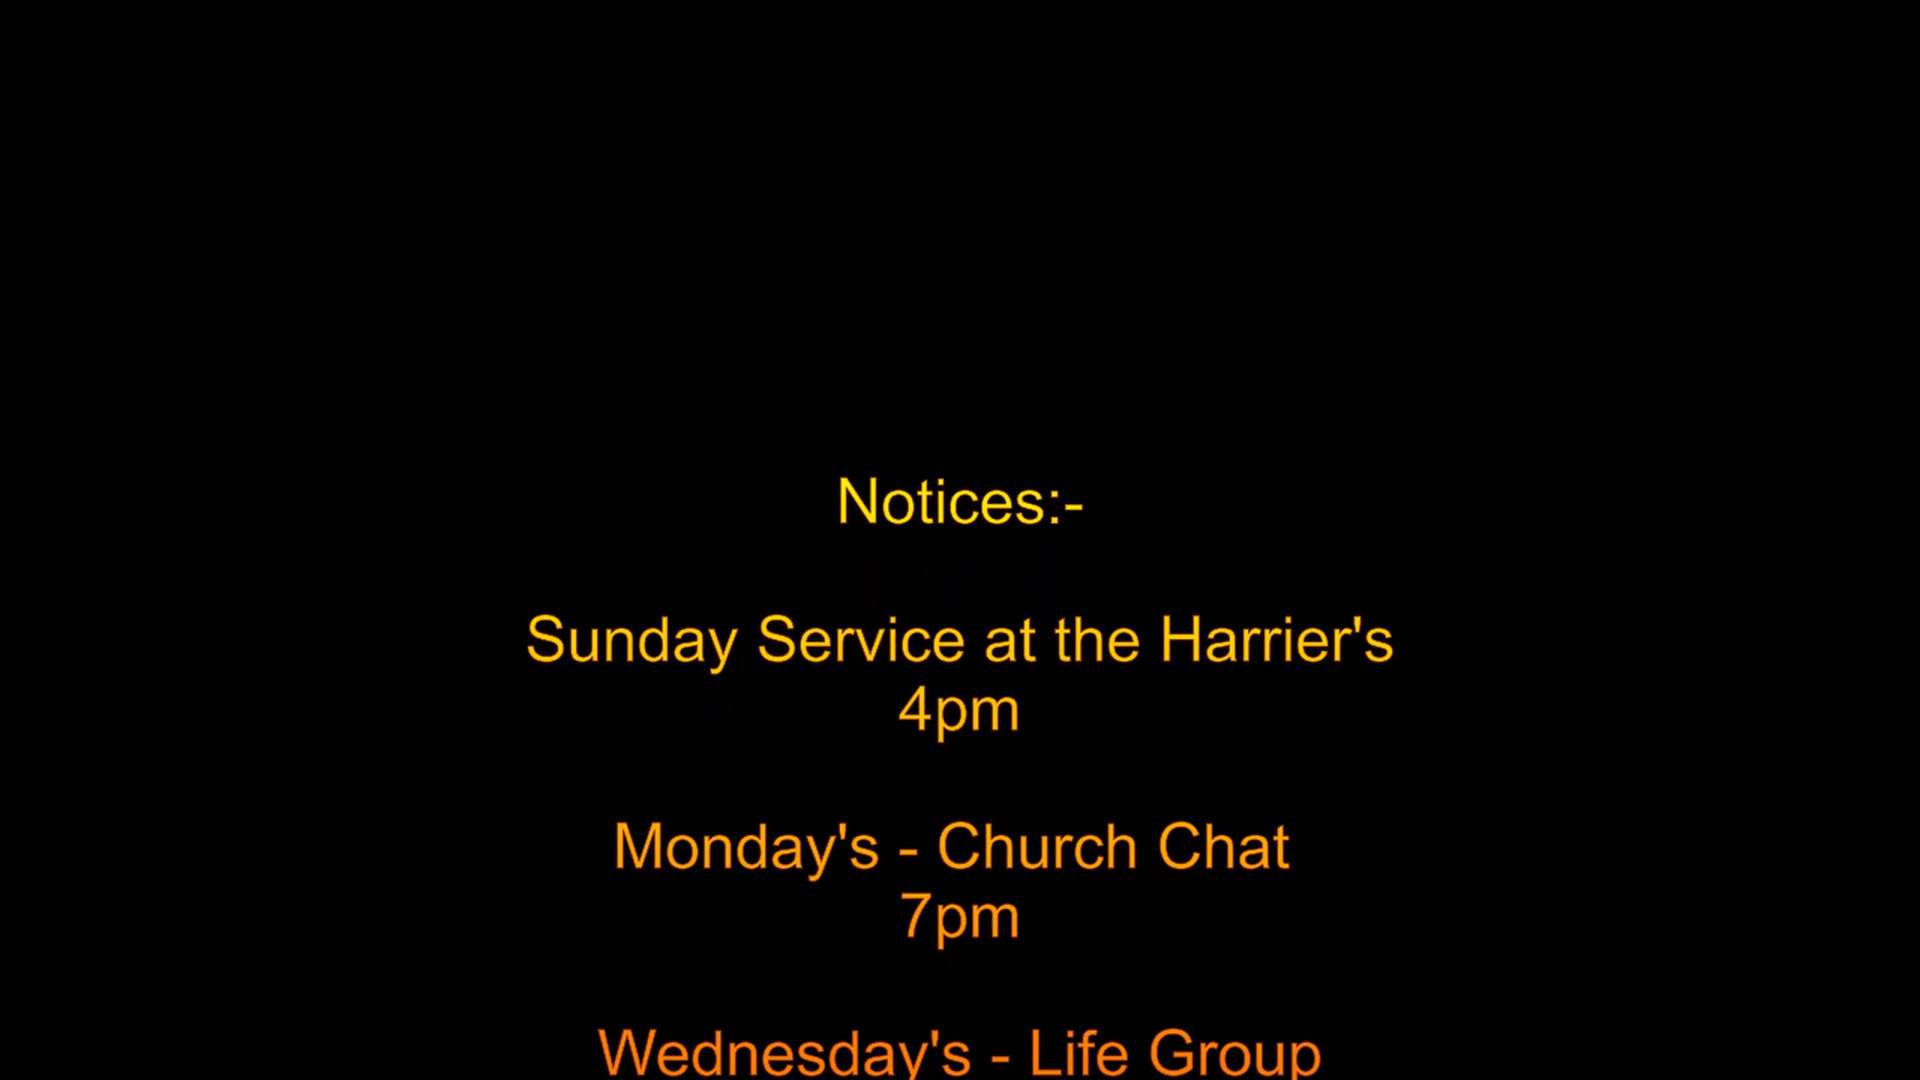 Notices:-
Sunday Service at the Harrier's
4pm
Monday's - Church Chat
7pm
Wednesday's - Life Group